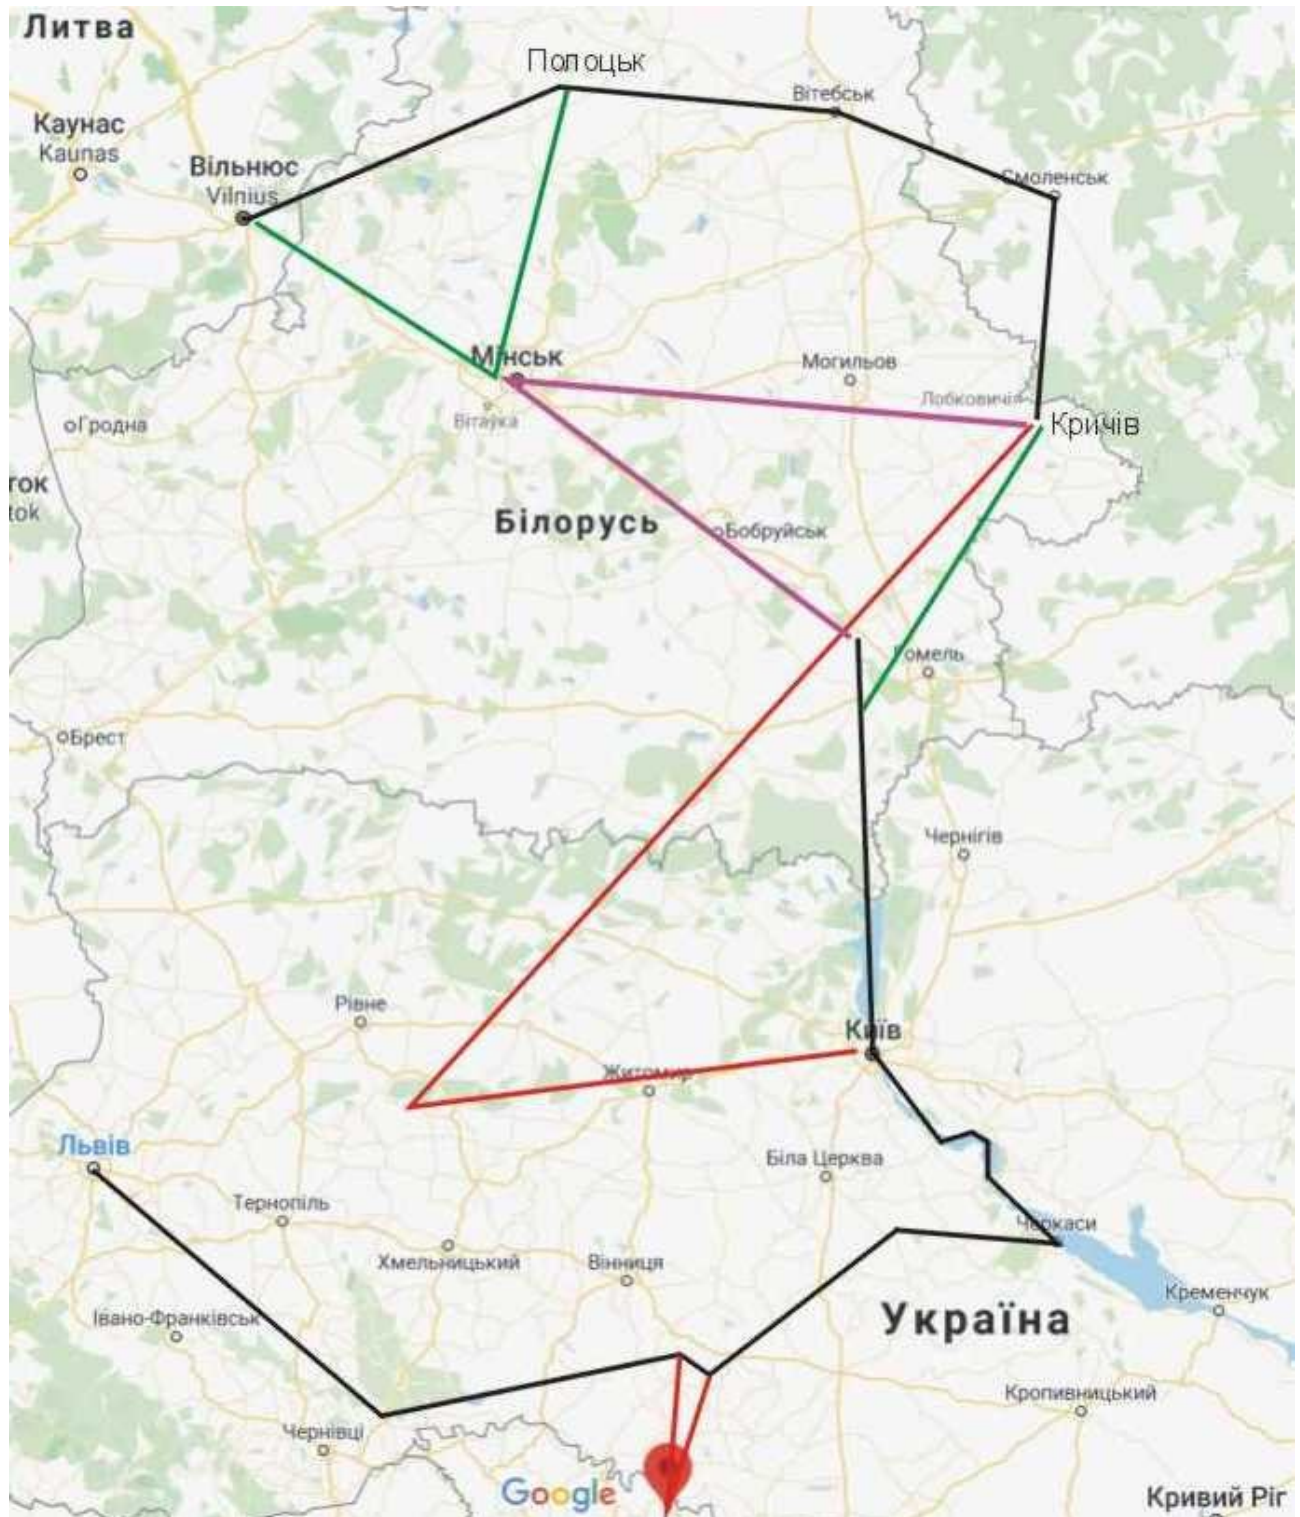 Литва
Полоцьк
Вітебськ
Каунас
Kaunas
Вільнюс
Vilnius
Смоленськ
Мінськ
Могильов
Лобковичі
Вітаўка
Гродна
Кричів
ток
tok
Білорусь
Бобруйськ
Гомель
Брест
Чернігів
Рівне
Київ
Житомир
Львів
Біла Церква
Тернопіль
Черкаси
Хмельницький
Вінниця
Івано-Франківськ
Україна
Кременчук
Кропивницький
Чернівці
Google
Кривий Ріг